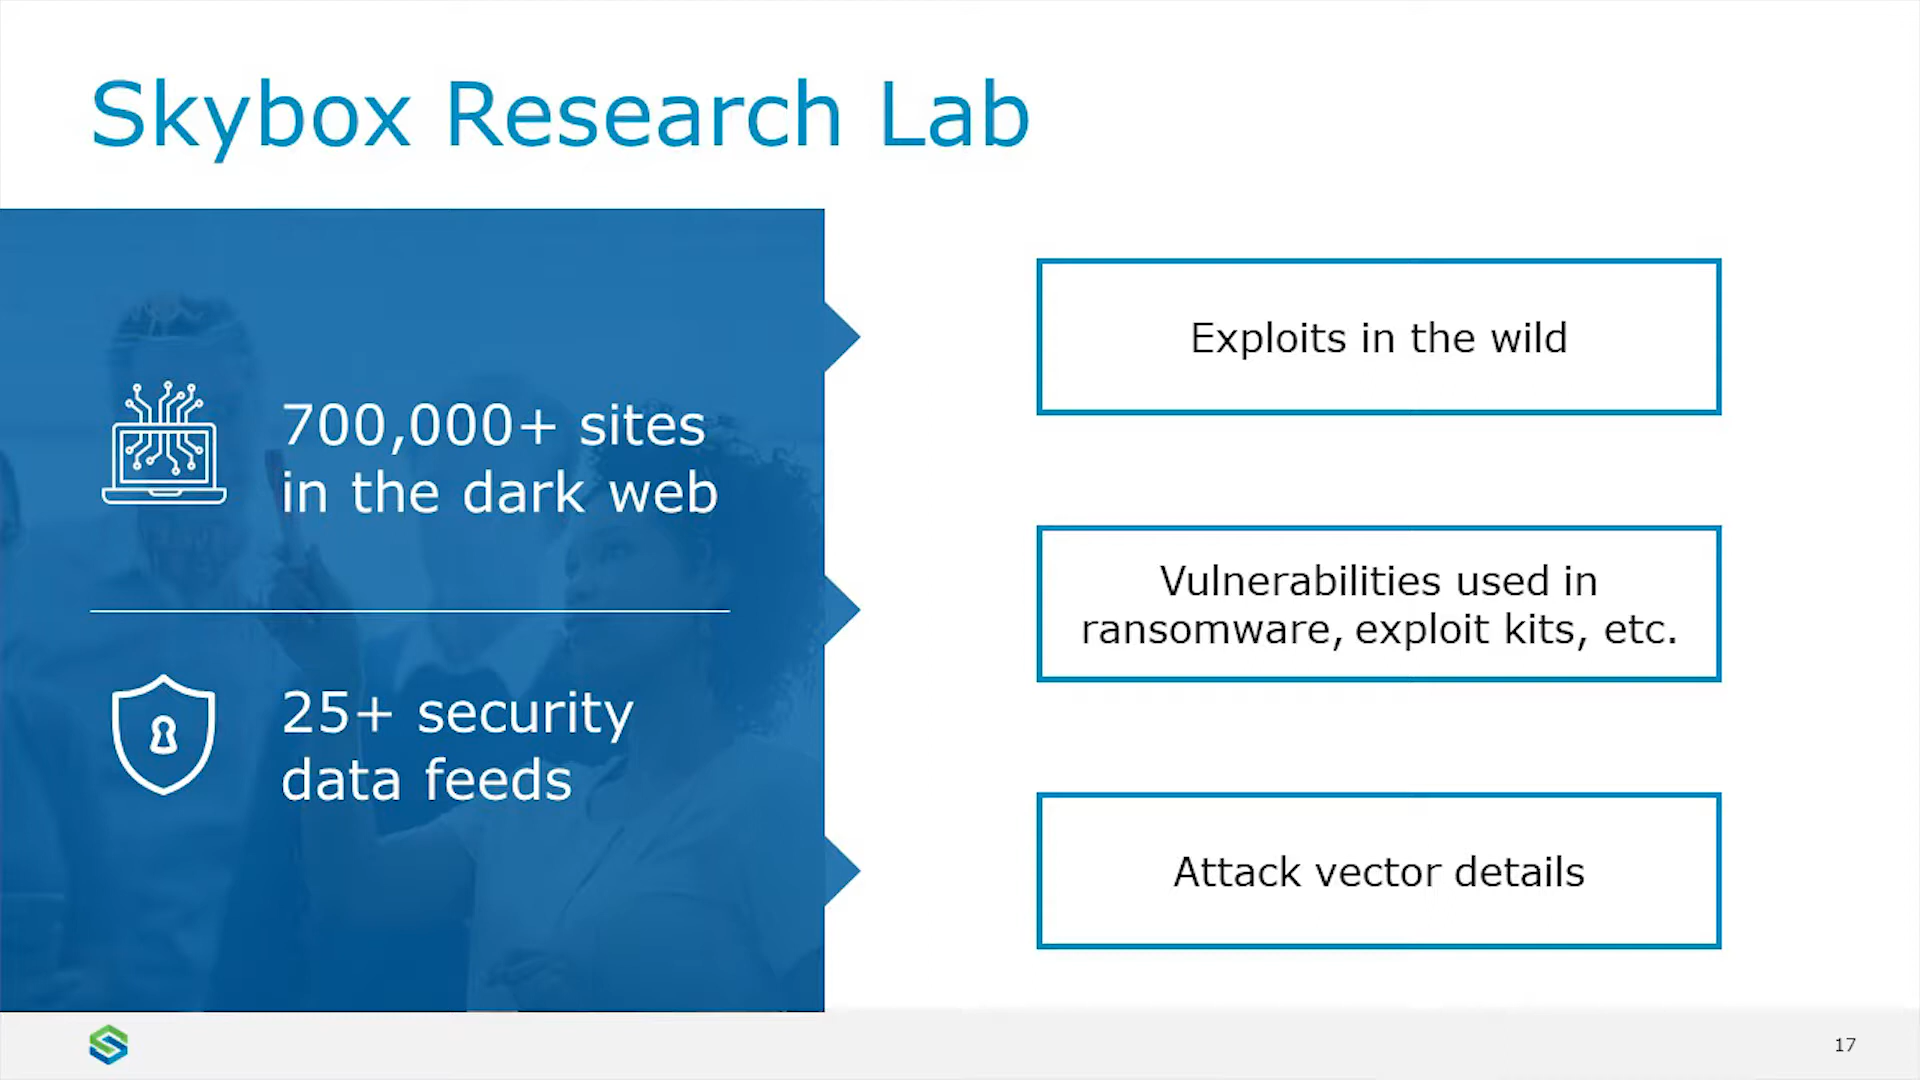 Skybox Research Lab
700,000+ sites
in the dark web
25+ security
data feeds
Exploits in the wild
Vulnerabilities used in
ransomware, exploit kits, etc.
Attack vector details
17